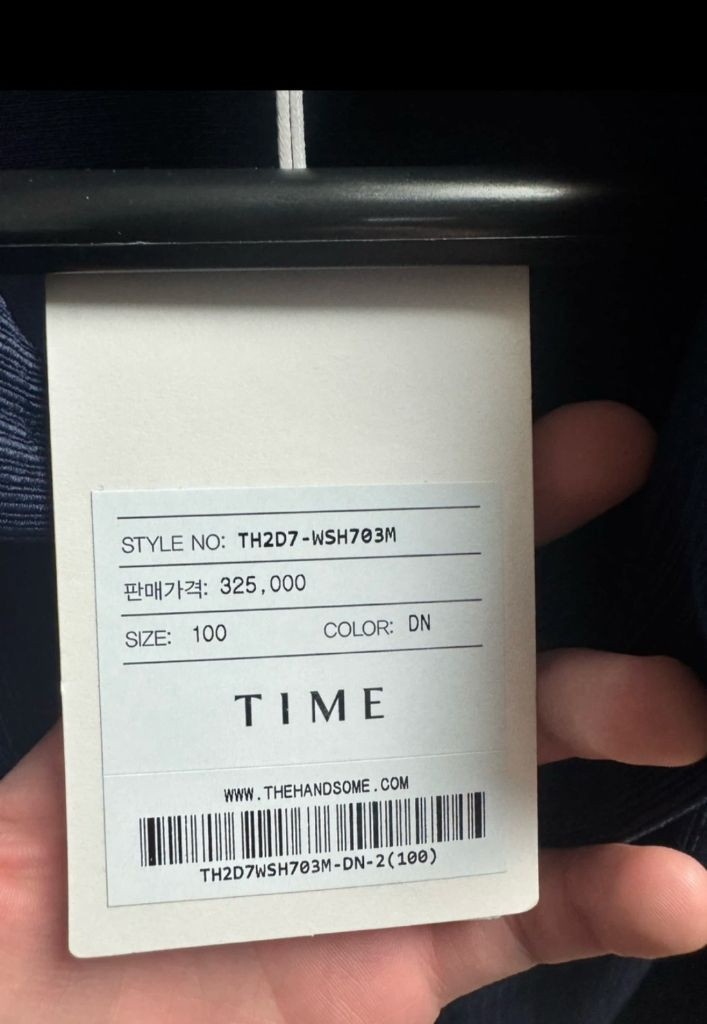 STYLE NO: TH2D7-WSH703M
판매가격: 325,000
SIZE: 100 COLOR: DN
TIME
WWW.THEHANDSOME.COM
TH2D7WSH703M-DN-2(100)